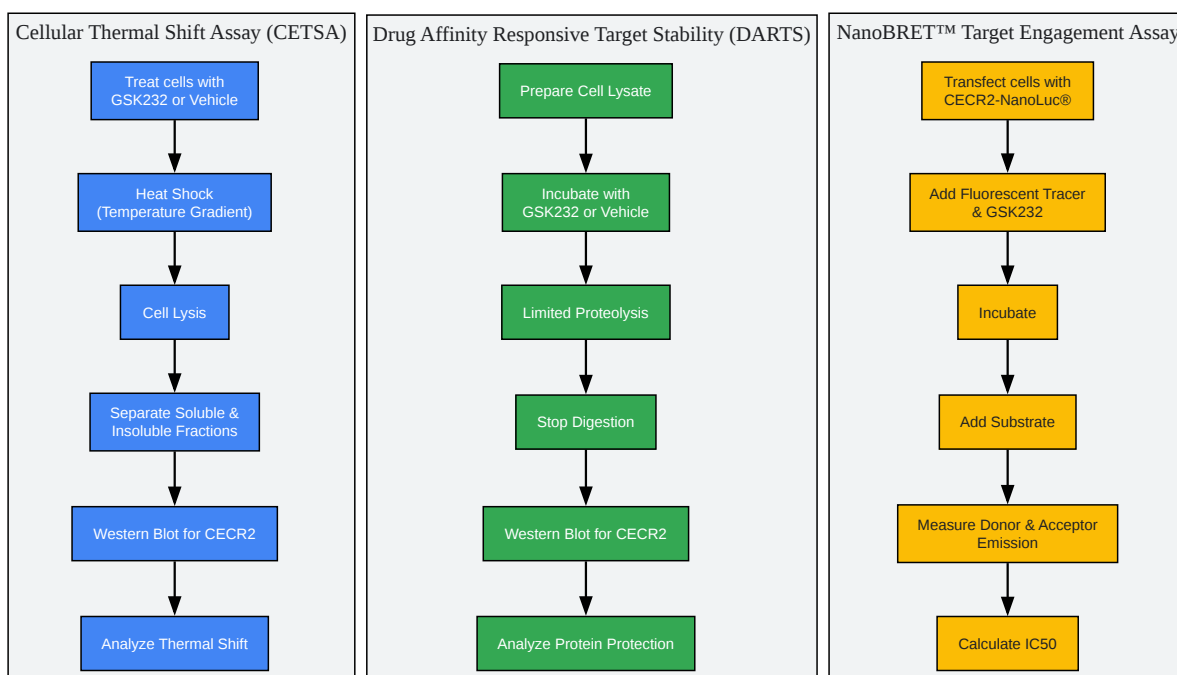 Cellular Thermal Shift Assay (CETSA)
Treat cells with
GSK232 or Vehicle
Heat Shock
(Temperature Gradient)
Cell Lysis
Separate Soluble &
Insoluble Fractions
Western Blot for CECR2
Analyze Thermal Shift
Drug Affinity Responsive Target Stability (DARTS)
Prepare Cell Lysate
Incubate with
GSK232 or Vehicle
Limited Proteolysis
Stop Digestion
Western Blot for CECR2
Analyze Protein Protection
NanoBRET™ Target Engagement Assay
Transfect cells with
CECR2-NanoLuc®
Add Fluorescent Tracer
& GSK232
Incubate
Add Substrate
Measure Donor & Acceptor
Emission
Calculate IC50